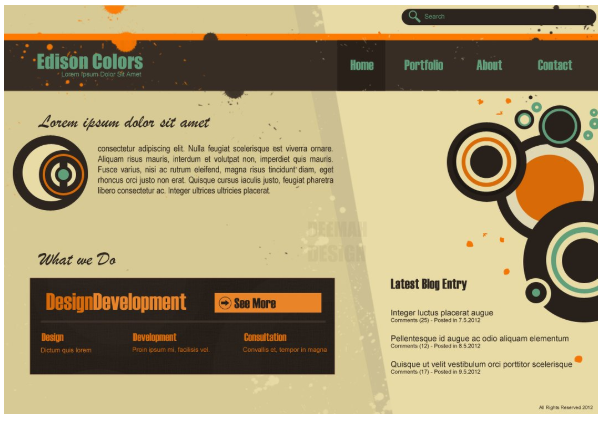 Search
Edison Colors
Lorem Ipsum Color Sit Amet
Home Portfolio About Contact
Lorem ipsum dolor sit amet
consectetur adipiscing elit. Nulla feugiat scelerisque est viverra ornare.
Aliquam risus mauris, interdum et volutpat non, imperdiet quis mauris.
Fusce varius, nisi ac rutrum eleifend, magna risus tincidunt diam, eget
rhoncus orci justo non erat. Quisque cursus iaculis justo, feugiat pharetra
libero consectetur ac. Integer ultrices ultricies placerat.
DEEMAH
DESIGN
What we Do
DesignDevelopment
See More
Design Development Consultation
Dictum quis lorem Proin ipsum mi, facilisis vel. Convallis et, tempor in magna
Latest Blog Entry
Integer luctus placerat augue
Comments (25) - Posted in 7.5.2012
Pellentesque id augue ac odio aliquam elementum
Comments (12) - Posted in 8.5.2012
Quisque ut velit vestibulum orci porttitor scelerisque
Comments (17) - Posted in 9.5.2012
All Rights Reserved 2012